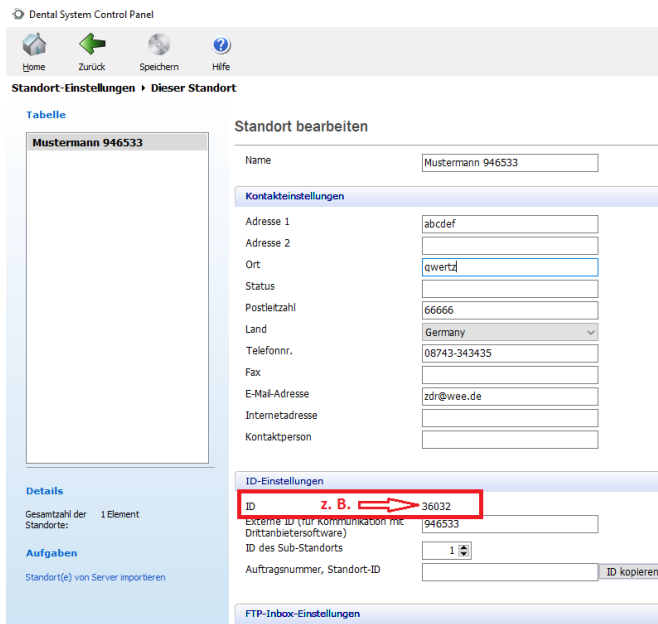 Dental System Control Panel
Home Zurück Speichern Hilfe
Standort-Einstellungen ▸ Dieser Standort
Tabelle
Mustermann 946533
Details
Gesamtzahl der 1 Element
Standorte:
Aufgaben
Standort(e) von Server importieren
Standort bearbeiten
Name Mustermann 946533
Kontakteinstellungen
Adresse 1 abcdef
Adresse 2
Ort qwertz
Status
Postleitzahl 66666
Land Germany
Telefonnr. 08743-343435
Fax
E-Mail-Adresse zdr@wee.de
Internetadresse
Kontaktperson
ID-Einstellungen
ID z. B. 36032
Externe ID (für Kommunikation mit 946533
Drittanbietersoftware)
ID des Sub-Standorts 1
Auftragsnummer, Standort-ID ID kopieren
FTP-Inbox-Einstellungen